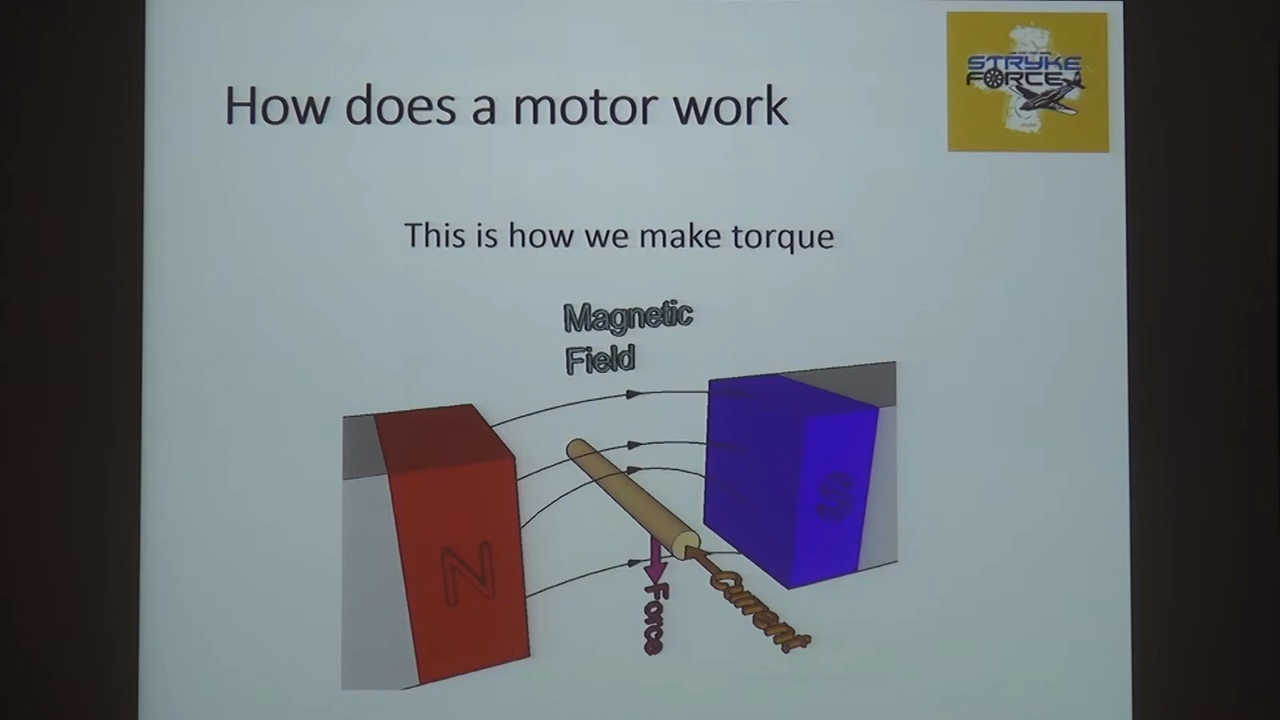 STRYKE
FORCE
How does a motor work
This is how we make torque
Magnetic
Field
N
S
Force
Current